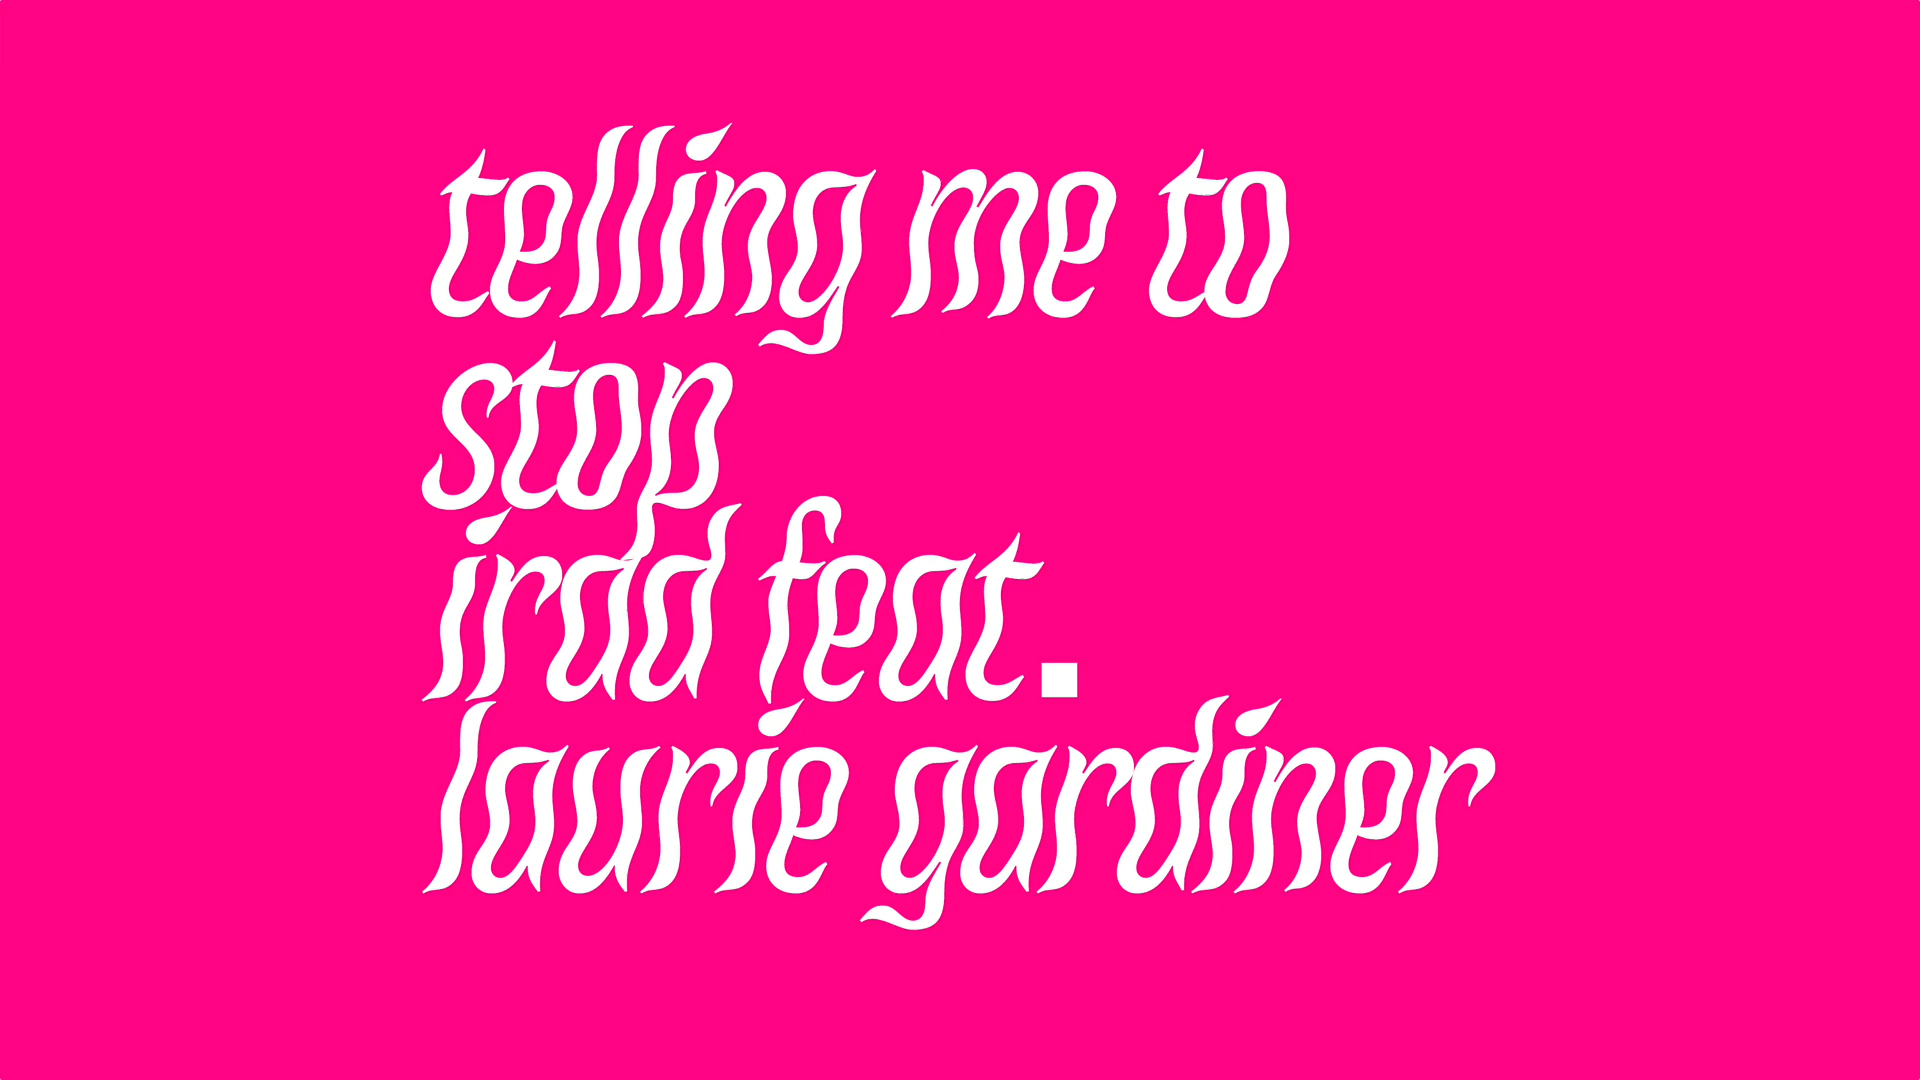 telling me to
stop
irad feat.
laurie gardiner